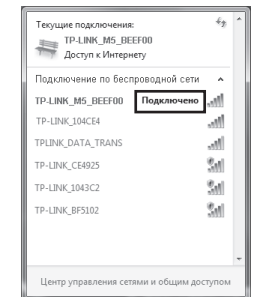 Текущие подключения:
TP-LINK_M5_BEEF00
Доступ к Интернету
Подключение по беспроводной сети
TP-LINK_M5_BEEF00 Подключено
TP-LINK_104CE4
TPLINK_DATA_TRANS
TP-LINK_CE4925
TP-LINK_1043C2
TP-LINK_BF5102
Центр управления сетями и общим доступом